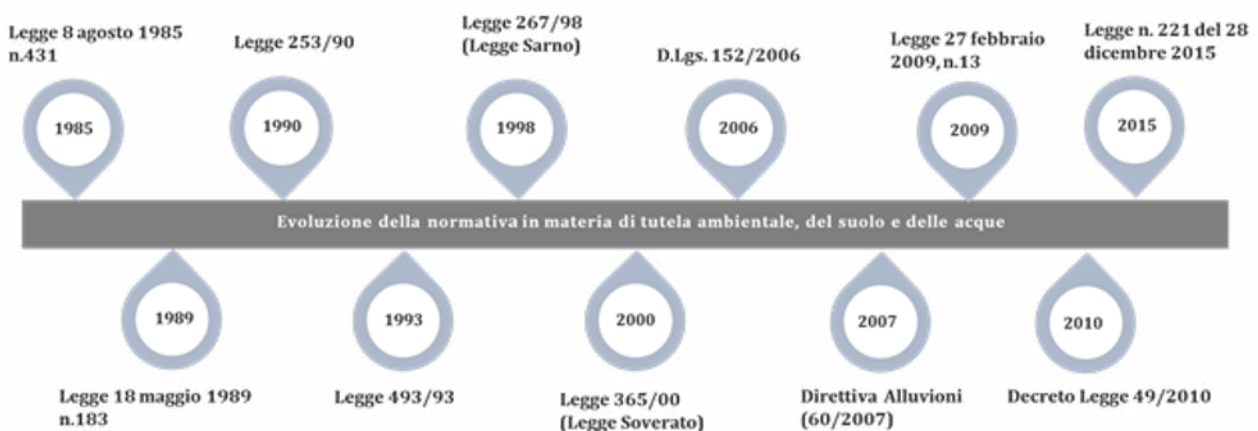 Legge 8 agosto 1985
n.431
Legge 253/90
Legge 267/98
(Legge Sarno)
D.Lgs. 152/2006
Legge 27 febbraio
2009, n.13
Legge n. 221 del 28
dicembre 2015
1985
1990
1998
2006
2009
2015
Evoluzione della normativa in materia di tutela ambientale, del suolo e delle acque
1989
1993
2000
2007
2010
Legge 18 maggio 1989
n.183
Legge 493/93
Legge 365/00
(Legge Soverato)
Direttiva Alluvioni
(60/2007)
Decreto Legge 49/2010